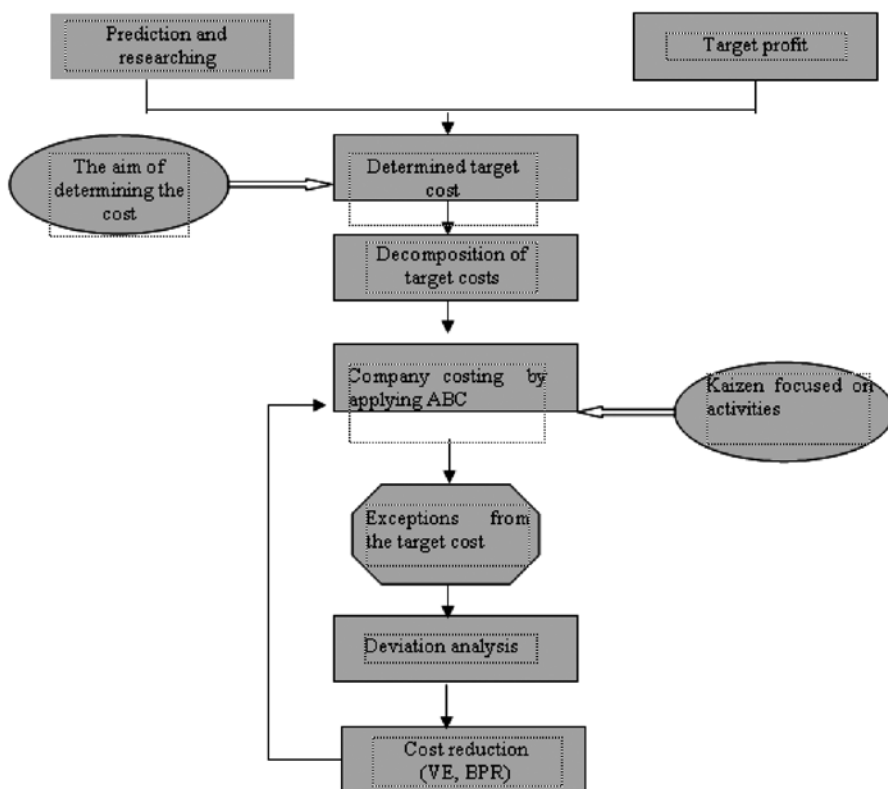 Prediction and
researching
Target profit
The aim of
determining the
cost
Determined target
cost
Decomposition of
target costs
Company costing by
applying ABC
Kaizen focused on
activities
Exceptions from
the target cost
Deviation analysis
Cost reduction
(VE, BPR)